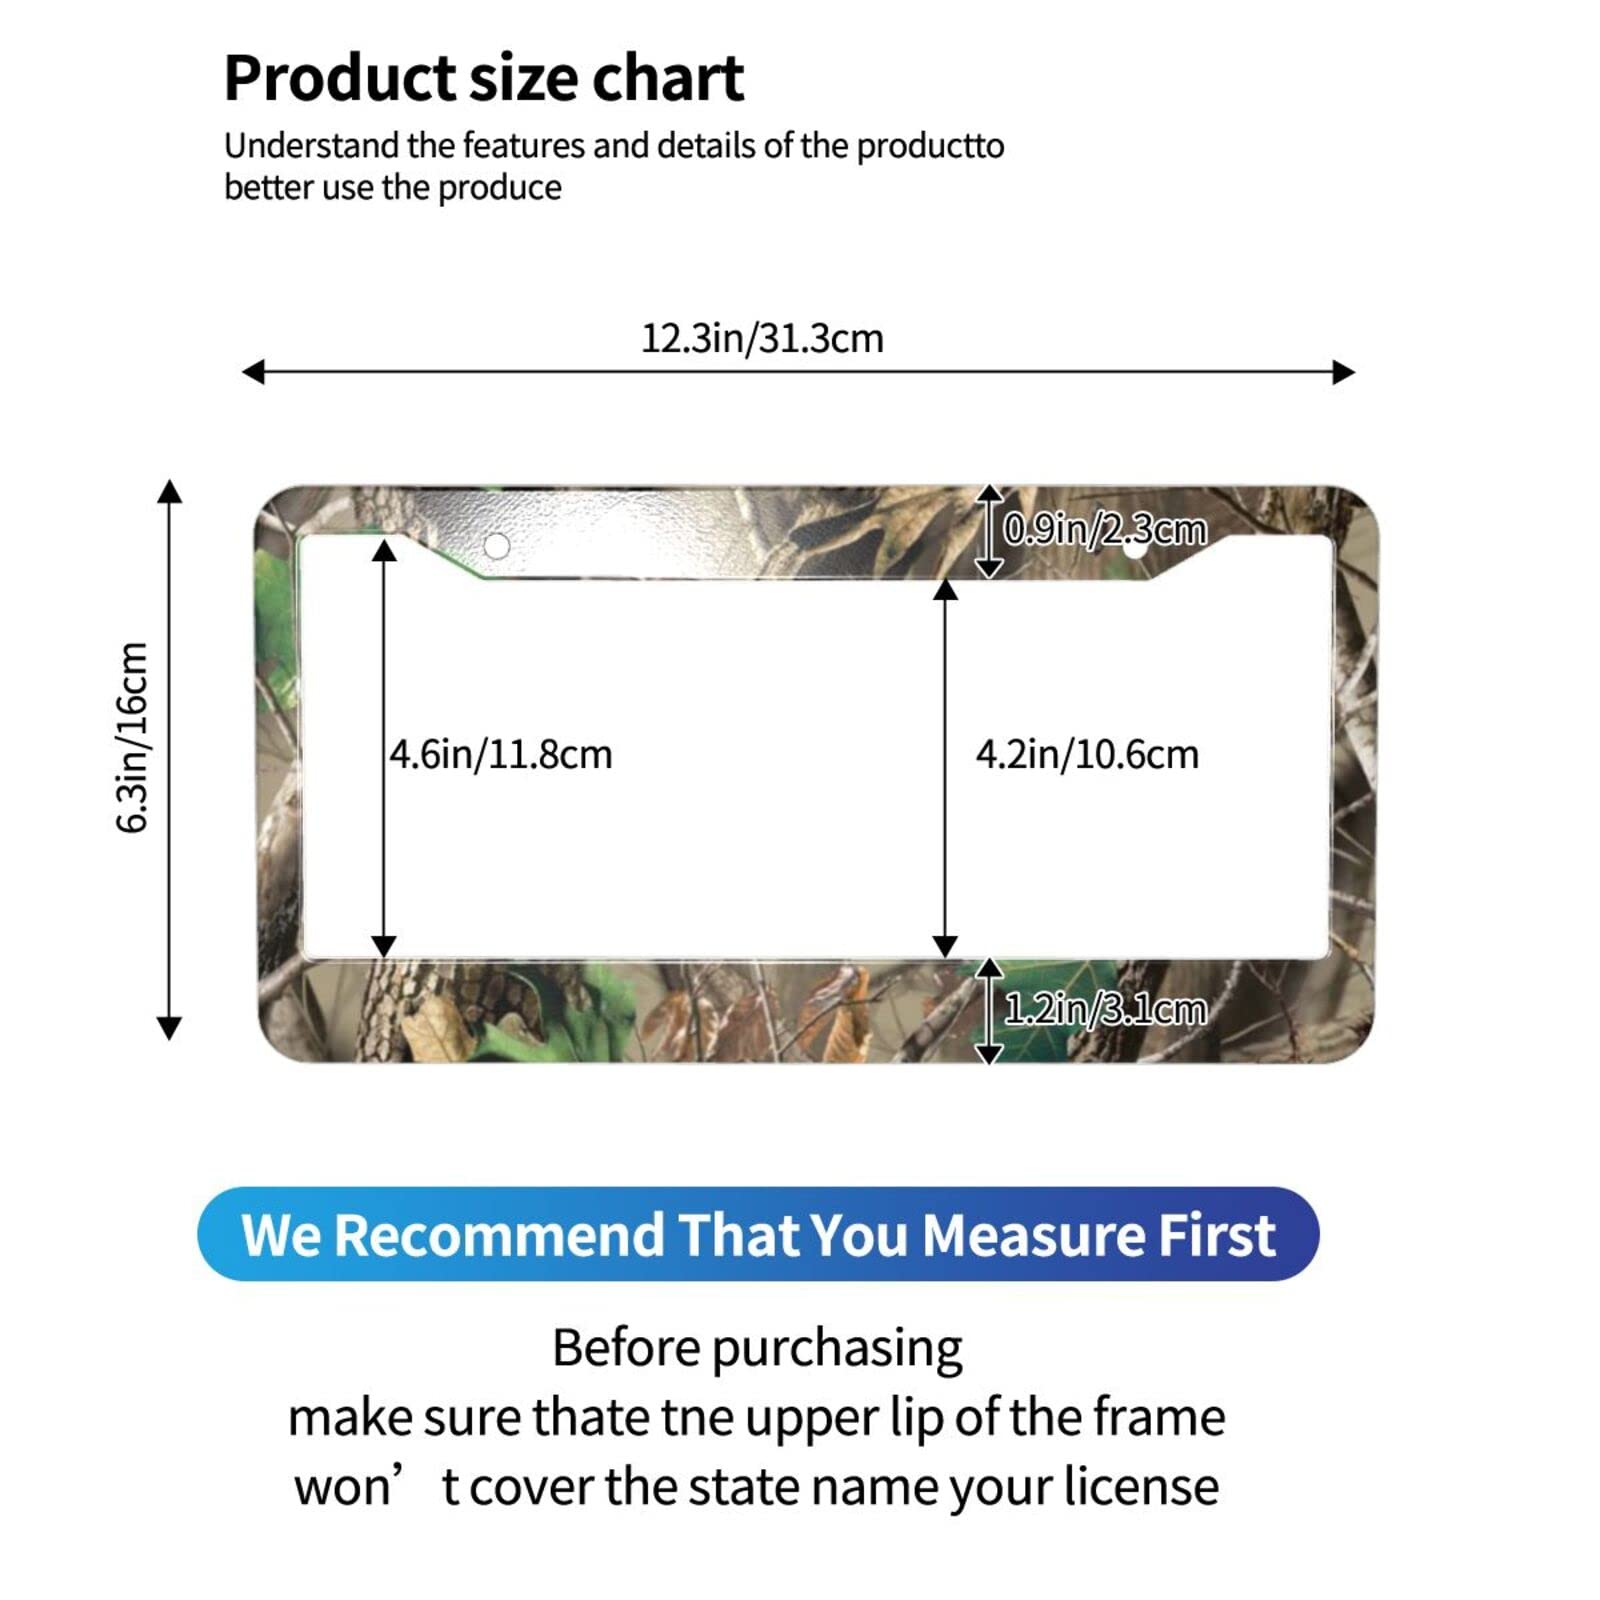 Product size chart
Understand the features and details of the productto
better use the produce
12.3in/31.3cm
0.9in/2.3cm
6.3in/16cm
4.6in/11.8cm
4.2in/10.6cm
1.2in/3.1cm
We Recommend That You Measure First
Before purchasing
make sure thate tne upper lip of the frame
won’ t cover the state name your license